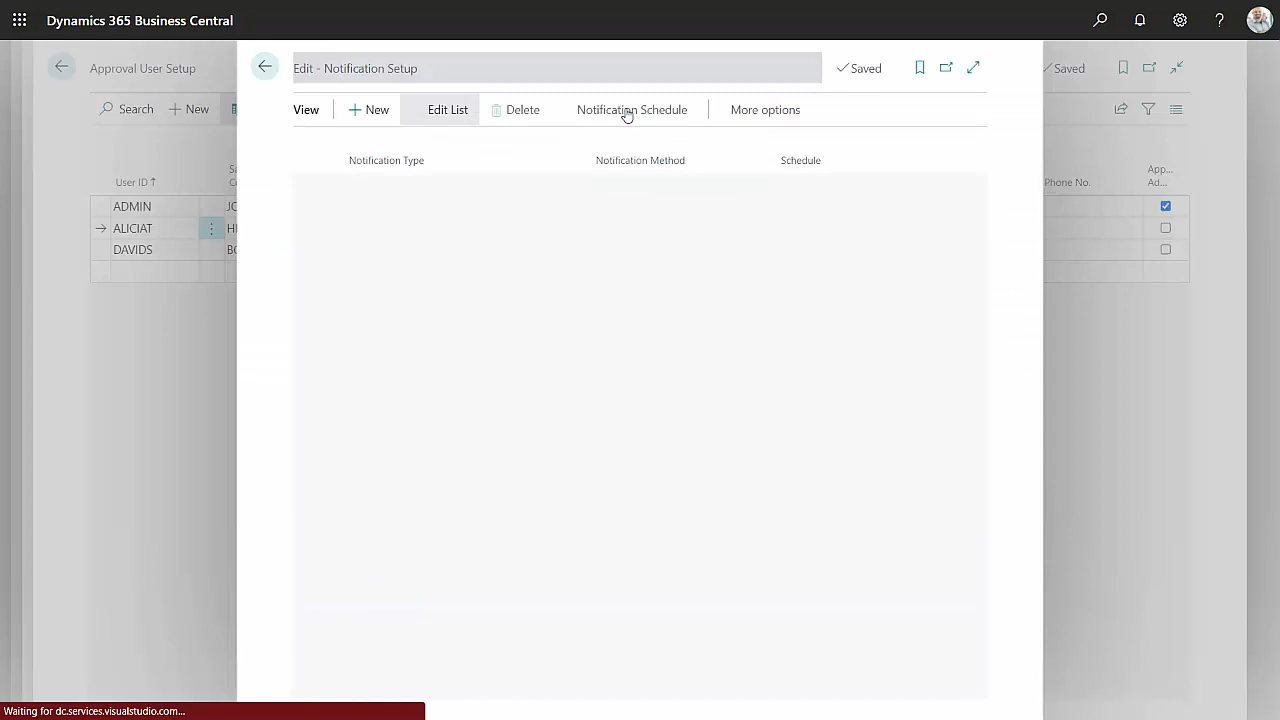 Dynamics 365 Business Central
?
Approval User Setup
Edit - Notification Setup
Saved
Saved
Search
New
View
New
Edit List
Delete
Notification Schedule
More options
Notification Type
Notification Method
Schedule
User ID↑
Phone No.
App...
Ad...
ADMIN
ALICIAT
DAVIDS
Waiting for dc.services.visualstudio.com...